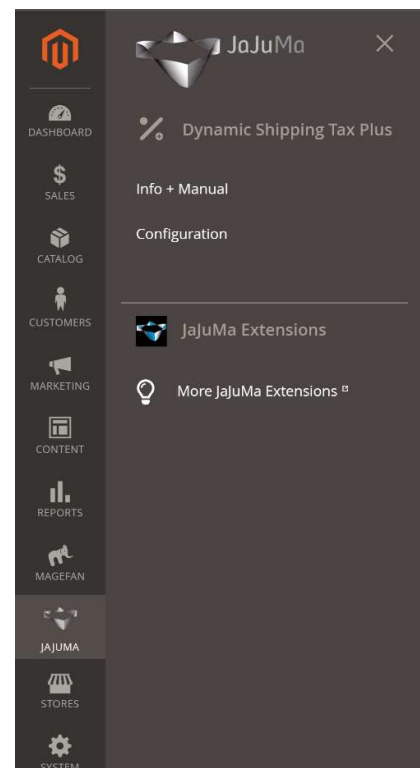 JaJuMa
Dynamic Shipping Tax Plus
Info + Manual
Configuration
JaJuMa Extensions
More JaJuMa Extensions
DASHBOARD
$
SALES
CATALOG
CUSTOMERS
MARKETING
CONTENT
REPORTS
MAGEFAN
JAJUMA
STORES
SYSTEM